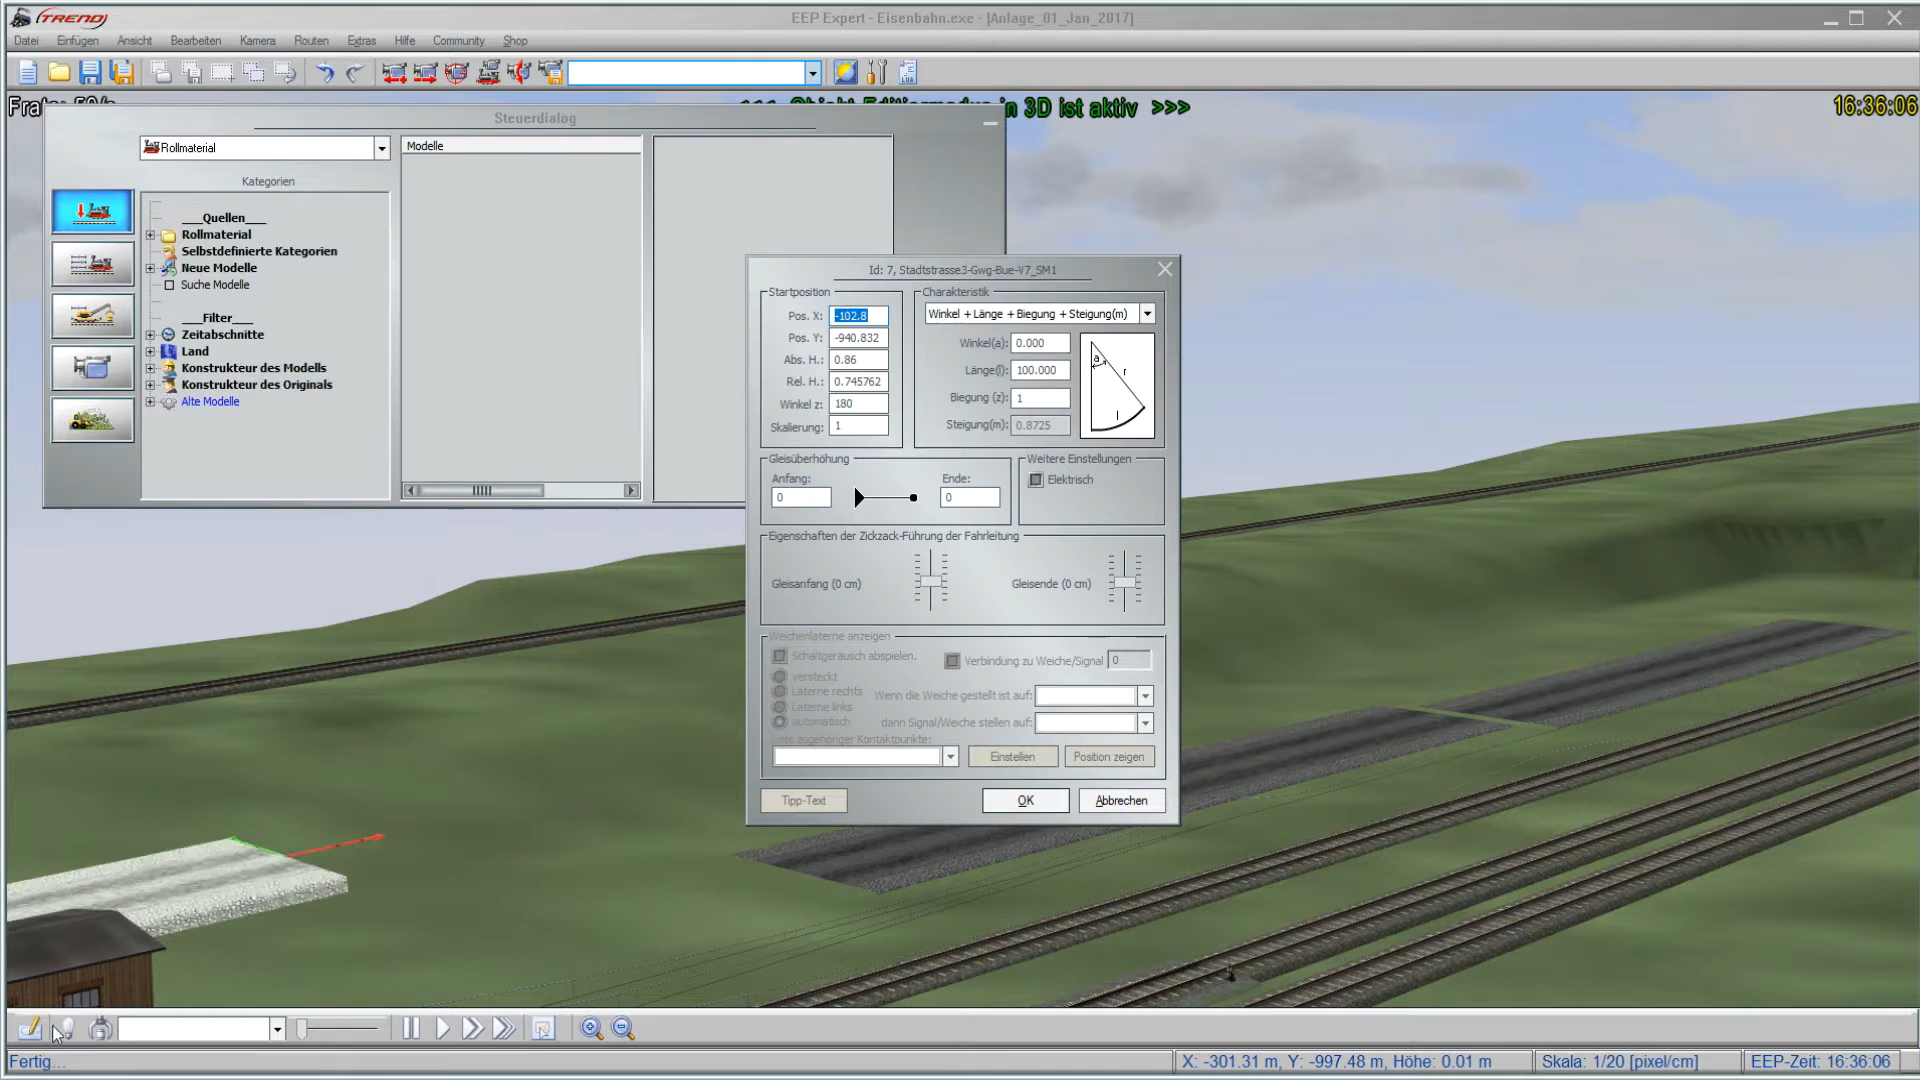 TREND
EEP Expert - Eisenbahn.exe - [Anlage_01_Jan_2017]
Datei Einfügen Ansicht Bearbeiten Kamera Routen Extras Hilfe Community Shop
LUA
<<< Objekt-Editiermodus in 3D ist aktiv >>>
16:36:06
Steuerdialog
Rollmaterial
Modelle
Kategorien
___Quellen___
Rollmaterial
Selbstdefinierte Kategorien
Neue Modelle
Suche Modelle
___Filter___
Zeitabschnitte
Land
Konstrukteur des Modells
Konstrukteur des Originals
Alte Modelle
Id: 7, Stadtstrasse3-Gwg-Bue-V7_SM1
Startposition
Pos. X: -102.8
Pos. Y: -940.832
Abs. H.: 0.86
Rel. H.: 0.745762
Winkel z: 180
Skalierung: 1
Charakteristik
Winkel + Länge + Biegung + Steigung(m)
Winkel(a): 0.000
Länge(l): 100.000
Biegung (z): 1
Steigung(m): 0.8725
a
r
l
Gleisüberhöhung
Anfang: Ende:
0 0
Weitere Einstellungen
Elektrisch
Eigenschaften der Zickzack-Führung der Fahrleitung
Gleisanfang (0 cm) Gleisende (0 cm)
Weichenlaterne anzeigen
Schaltgeräusch abspielen.
versteckt
Laterne rechts
Laterne links
automatisch
Verbindung zu Weiche/Signal 0
Wenn die Weiche gestellt ist auf:
dann Signal/Weiche stellen auf:
Liste zugehöriger Kontaktpunkte:
Einstellen Position zeigen
Tipp-Text OK Abbrechen
Fertig...
X: -301.31 m, Y: -997.48 m, Höhe: 0.01 m Skala: 1/20 [pixel/cm] EEP-Zeit: 16:36:06